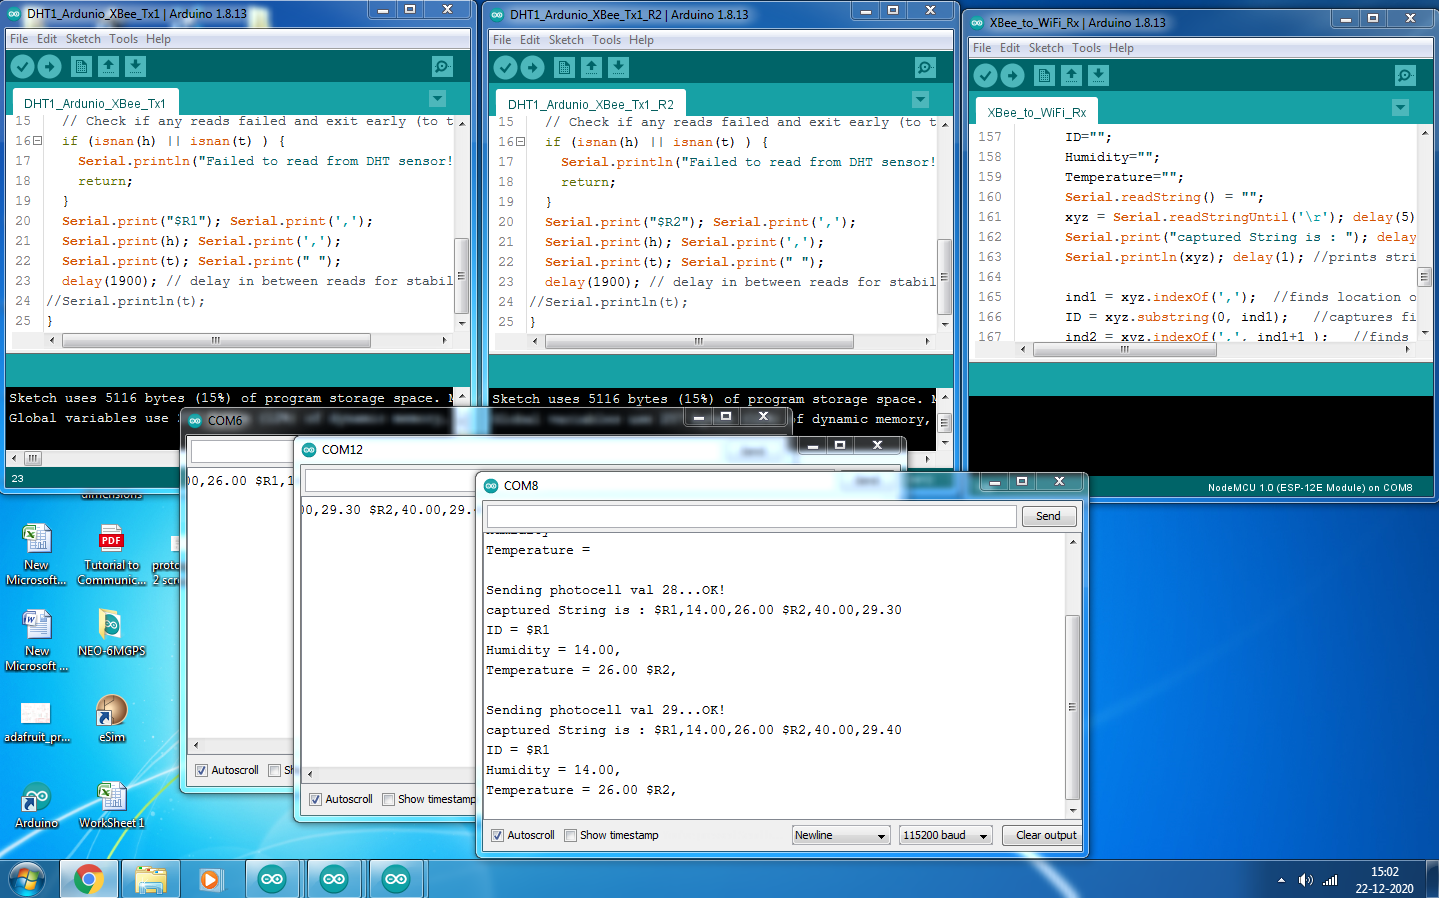 DHT1_Ardunio_XBee_Tx1 | Arduino 1.8.13
File Edit Sketch Tools Help
DHT1_Ardunio_XBee_Tx1
15 // Check if any reads failed and exit early (to t
16 if (isnan(h) || isnan(t) ) {
17 Serial.println("Failed to read from DHT sensor!
18 return;
19 }
20 Serial.print("$R1"); Serial.print(',');
21 Serial.print(h); Serial.print(',');
22 Serial.print(t); Serial.print(" ");
23 delay(1900); // delay in between reads for stabil
24 //Serial.println(t);
25 }
Sketch uses 5116 bytes (15%) of program storage space. M
Global variables use
23
DHT1_Ardunio_XBee_Tx1_R2 | Arduino 1.8.13
File Edit Sketch Tools Help
DHT1_Ardunio_XBee_Tx1_R2
15 // Check if any reads failed and exit early (to t
16 if (isnan(h) || isnan(t) ) {
17 Serial.println("Failed to read from DHT sensor!
18 return;
19 }
20 Serial.print("$R2"); Serial.print(',');
21 Serial.print(h); Serial.print(',');
22 Serial.print(t); Serial.print(" ");
23 delay(1900); // delay in between reads for stabil
24 //Serial.println(t);
25 }
Sketch uses 5116 bytes (15%) of program storage space. M
of dynamic memory,
XBee_to_WiFi_Rx | Arduino 1.8.13
File Edit Sketch Tools Help
XBee_to_WiFi_Rx
157 ID="";
158 Humidity="";
159 Temperature="";
160 Serial.readString() = "";
161 xyz = Serial.readStringUntil('\r'); delay(5)
162 Serial.print("captured String is : "); delay
163 Serial.println(xyz); delay(1); //prints stri
164
165 ind1 = xyz.indexOf(','); //finds location o
166 ID = xyz.substring(0, ind1); //captures fi
167 ind2 = xyz.indexOf(',', ind1+1 ); //finds
NodeMCU 1.0 (ESP-12E Module) on COM8
COM6
00,26.00 $R1,1
Autoscroll
COM12
00,29.30 $R2,40.00,29.
Autoscroll Show timestamp
COM8
Send
Temperature =
Sending photocell val 28...OK!
captured String is : $R1,14.00,26.00 $R2,40.00,29.30
ID = $R1
Humidity = 14.00,
Temperature = 26.00 $R2,
Sending photocell val 29...OK!
captured String is : $R1,14.00,26.00 $R2,40.00,29.40
ID = $R1
Humidity = 14.00,
Temperature = 26.00 $R2,
Autoscroll Show timestamp Newline 115200 baud Clear output
dimensions
New
Microsoft...
PDF
Tutorial to
Communic...
protc
2 scr
New
Microsoft ...
NEO-6MGPS
adafruit_pr...
eSim
Arduino
WorkSheet1
15:02
22-12-2020